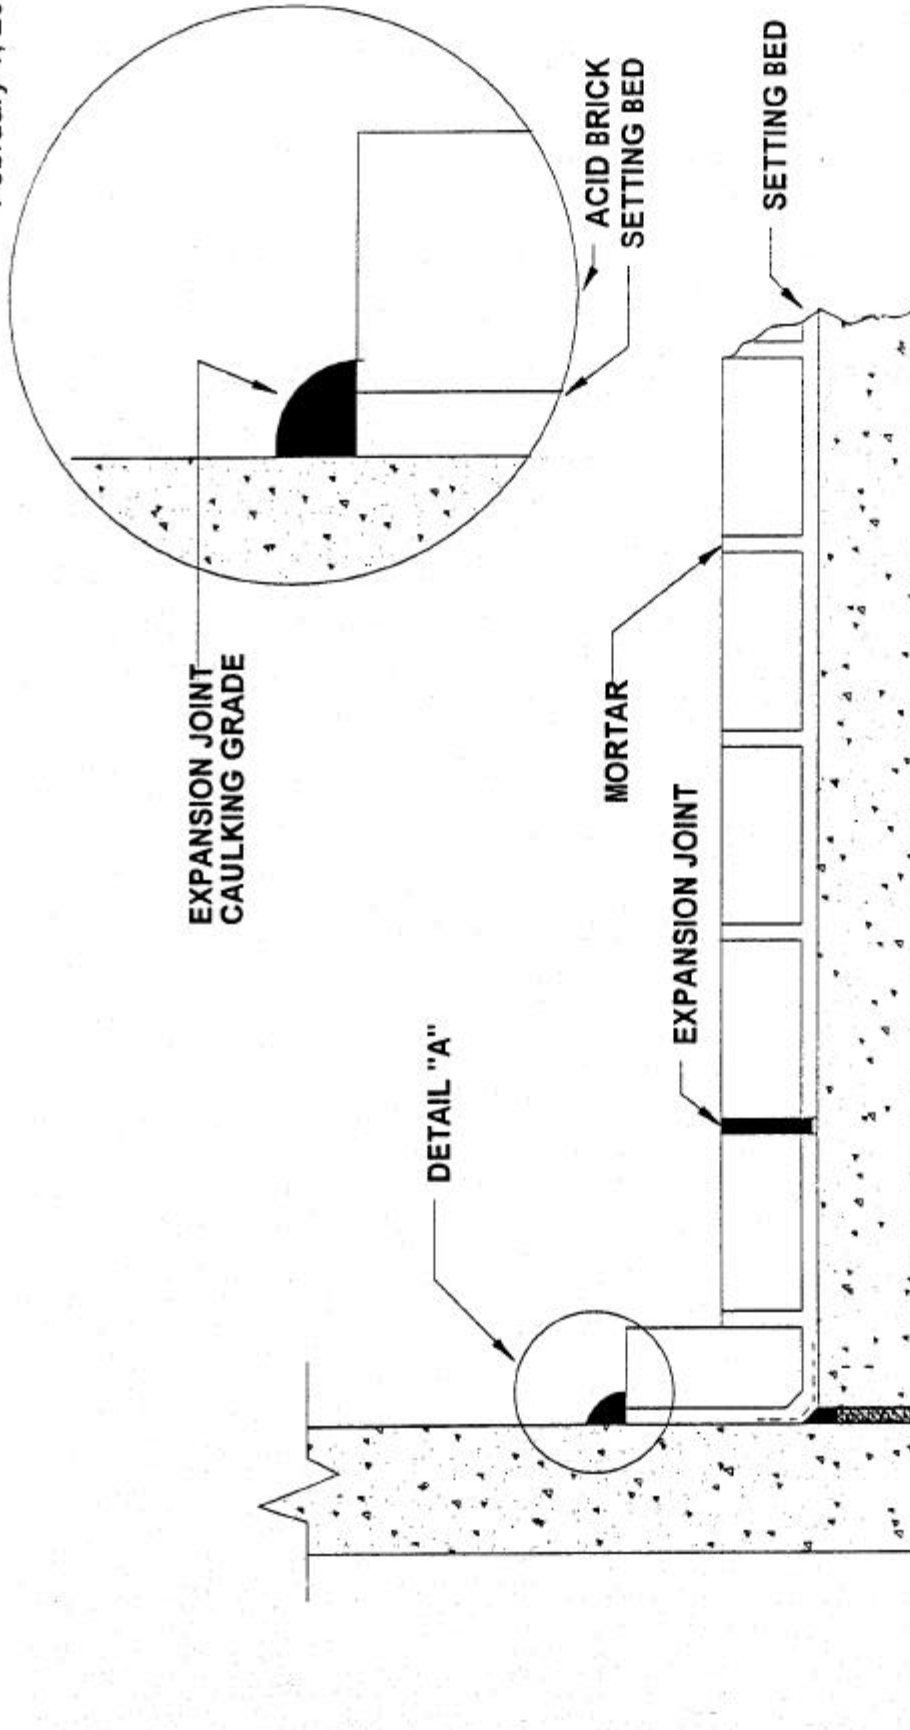 EXPANSION JOINT
CAULKING GRADE
ACID BRICK
SETTING BED
DETAIL "A"
MORTAR
EXPANSION JOINT
SETTING BED